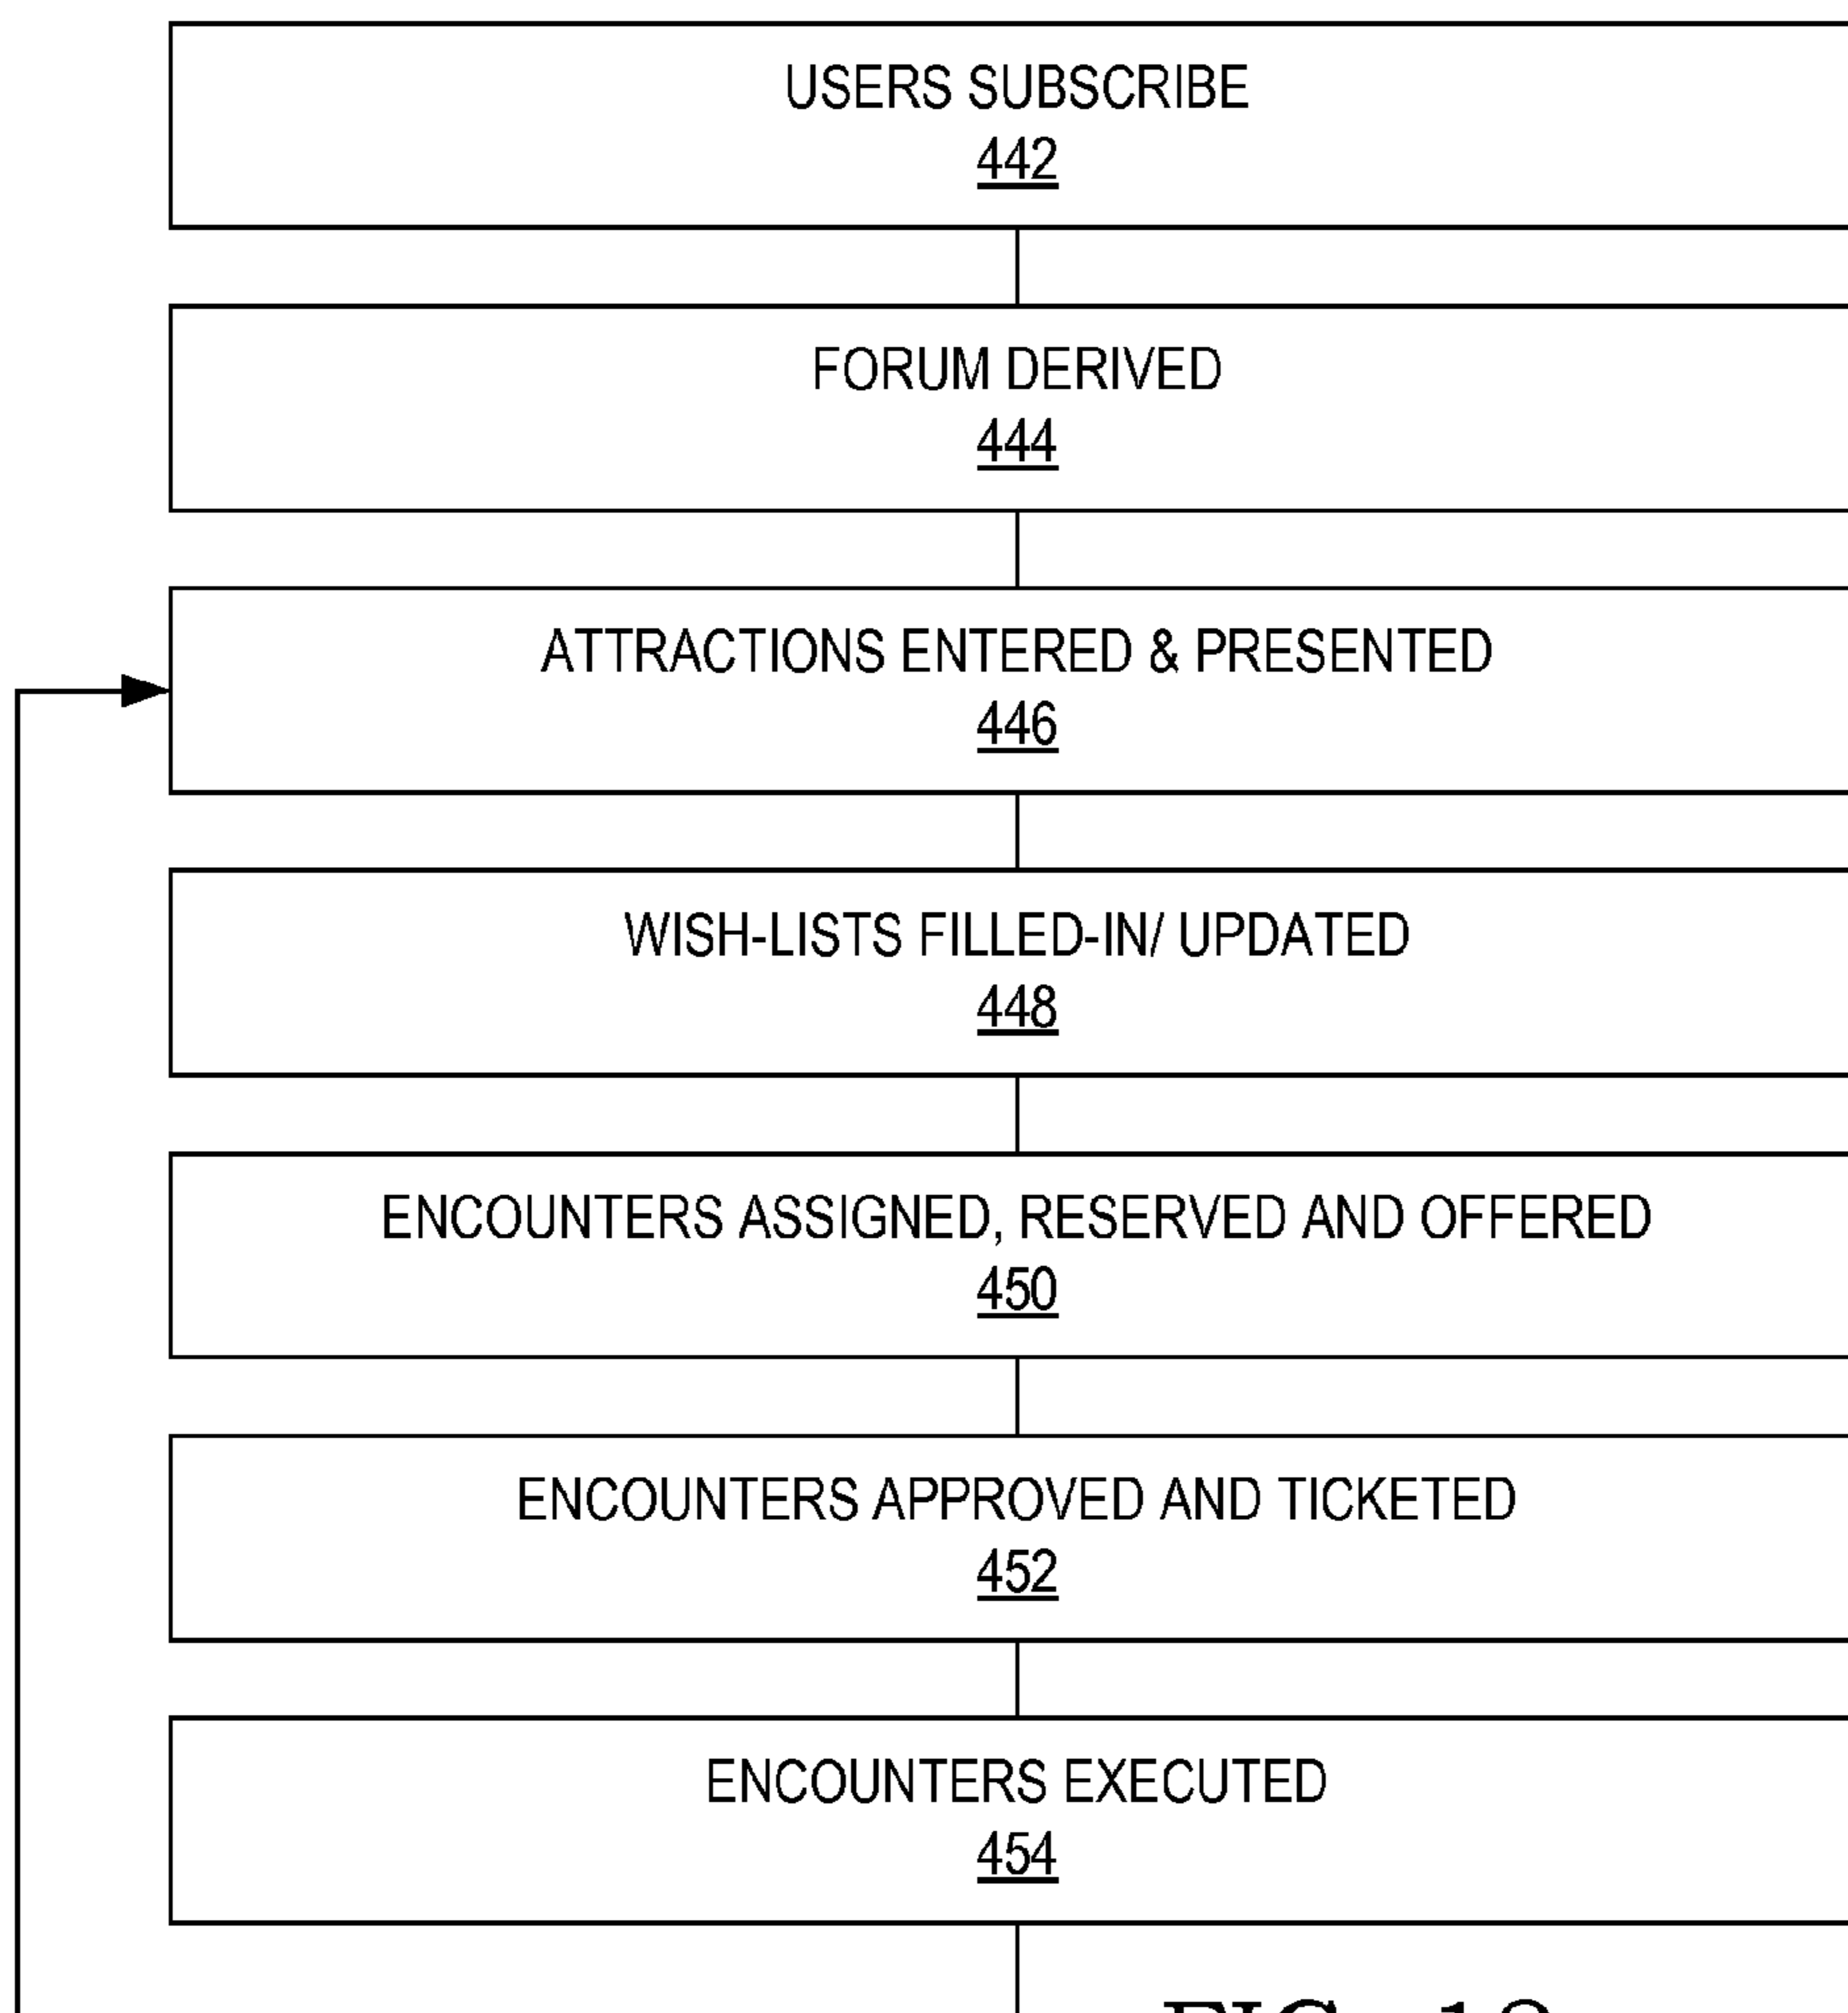 USERS SUBSCRIBE
442
FORUM DERIVED
444
ATTRACTIONS ENTERED & PRESENTED
446
WISH-LISTS FILLED-IN/ UPDATED
448
ENCOUNTERS ASSIGNED, RESERVED AND OFFERED
450
ENCOUNTERS APPROVED AND TICKETED
452
ENCOUNTERS EXECUTED
454